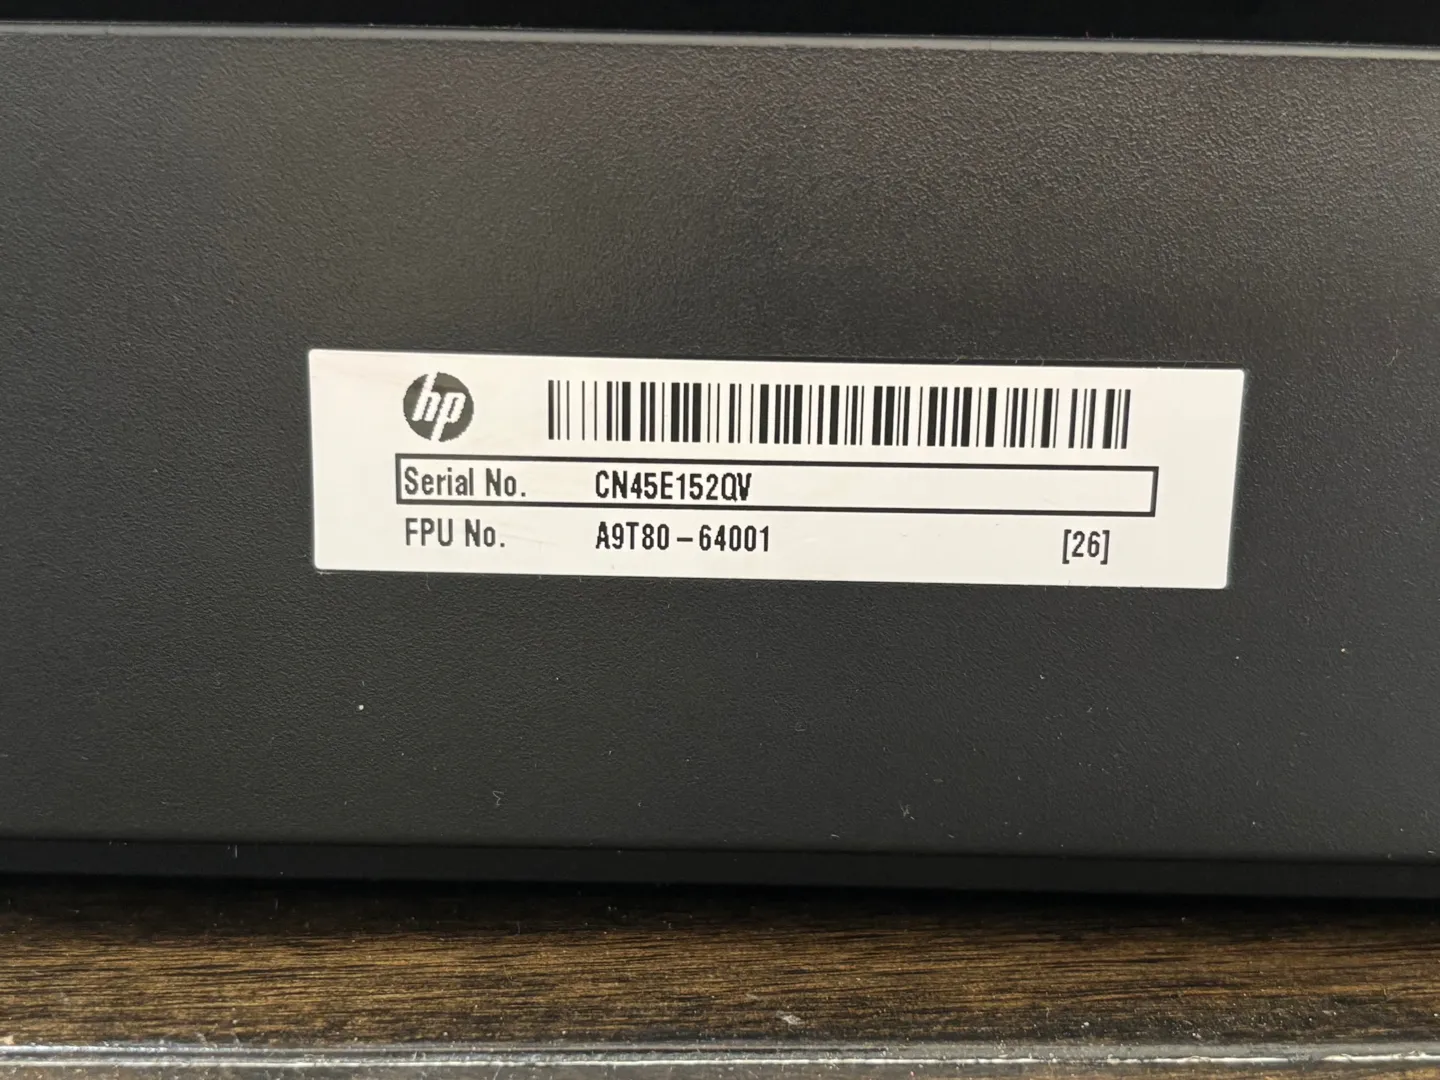 hp
Serial No. CN45E152QV
FPU No. A9T80-64001 [26]